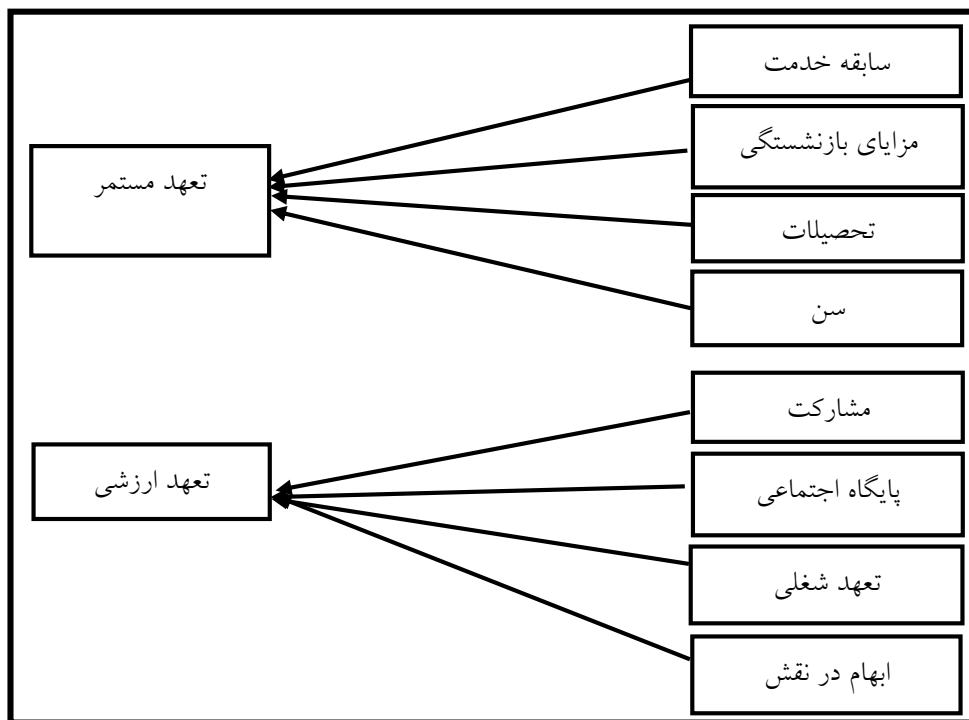 سابقه خدمت
مزایای بازنشستگی
تحصیلات
سن
تعهد مستمر
مشارکت
پایگاه اجتماعی
تعهد شغلی
ابهام در نقش
تعهد ارزشی